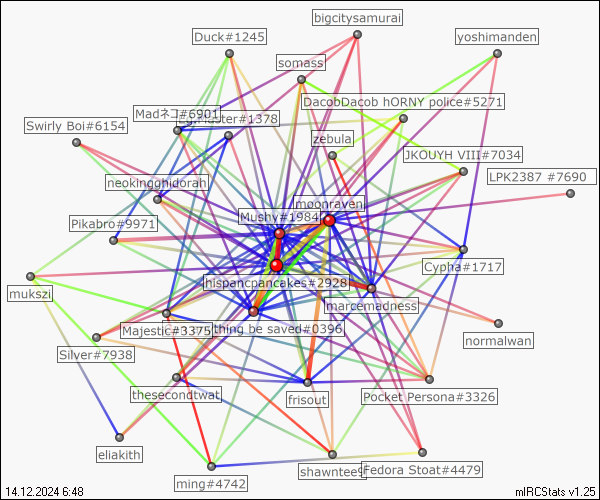 bigcitysamurai
Duck#1245
yoshimanden
somass
DacobDacob hORNY police#5271
Madネコ#6901
#1378
Swirly Boi#6154
zebula
JKOUYH VIII#7034
LPK2387 #7690
neokingghidorah
moonraven
Mushy#1984
Pikabro#9971
Cypha#1717
hispancpancakes#2928
mukszi
marcemadness
Majestic#3375
thing be saved#0396
normalwan
Silver#7938
thesecondtwat
frisout
Pocket Persona#3326
eliakith
shawntee9
Fedora Stoat#4479
ming#4742
14.12.2024 6:48
mIRCStats v1.25